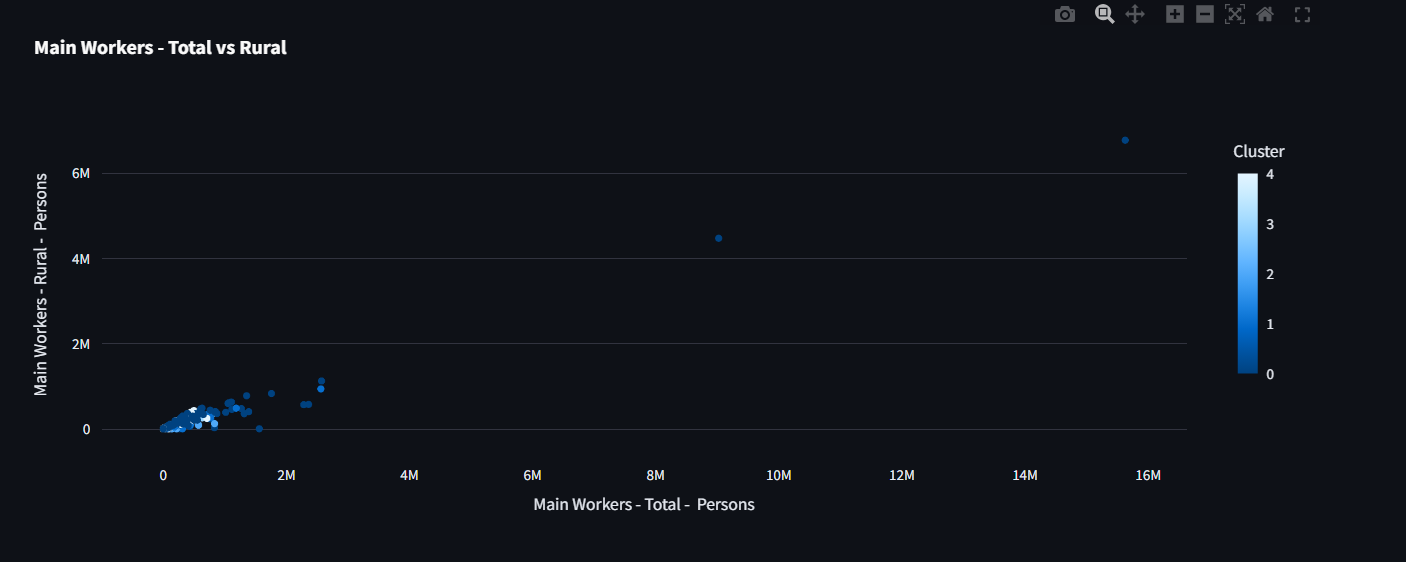 Main Workers - Total vs Rural
Main Workers - Rural -  Persons
6M
4M
2M
0
0
2M
4M
6M
8M
10M
12M
14M
16M
Main Workers - Total -  Persons
Cluster
4
3
2
1
0